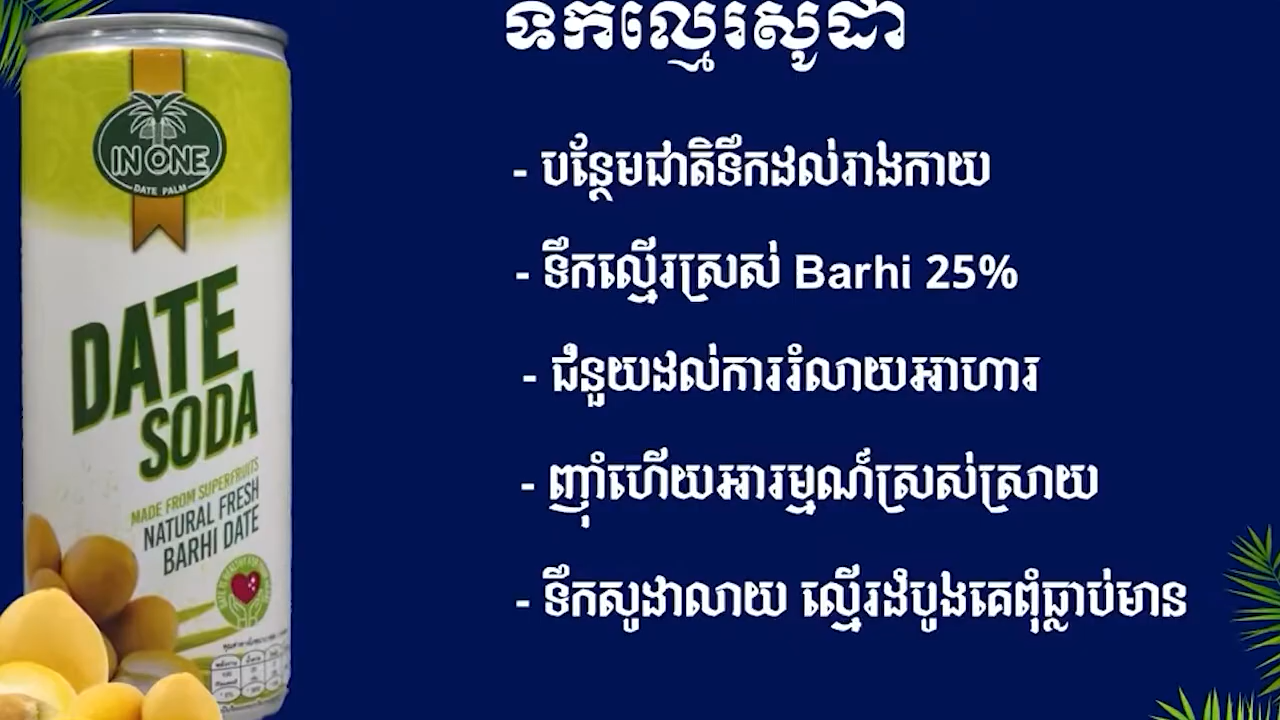 ទឹកល្មើរសូដា
- បន្ថែមជាតិទឹកដល់រាងកាយ
- ទឹកល្មើរស្រស់ Barhi 25%
- ជំនួយដល់ការរំលាយអាហារ
- ញ៉ាំហើយអារម្មណ៍ស្រស់ស្រាយ
- ទឹកសូដាលាយ ល្មើរដំបូងគេពុំធ្លាប់មាន
IN ONE
DATE PALM
DATE
SODA
MADE FROM SUPERFRUITS
NATURAL FRESH
BARHI DATE